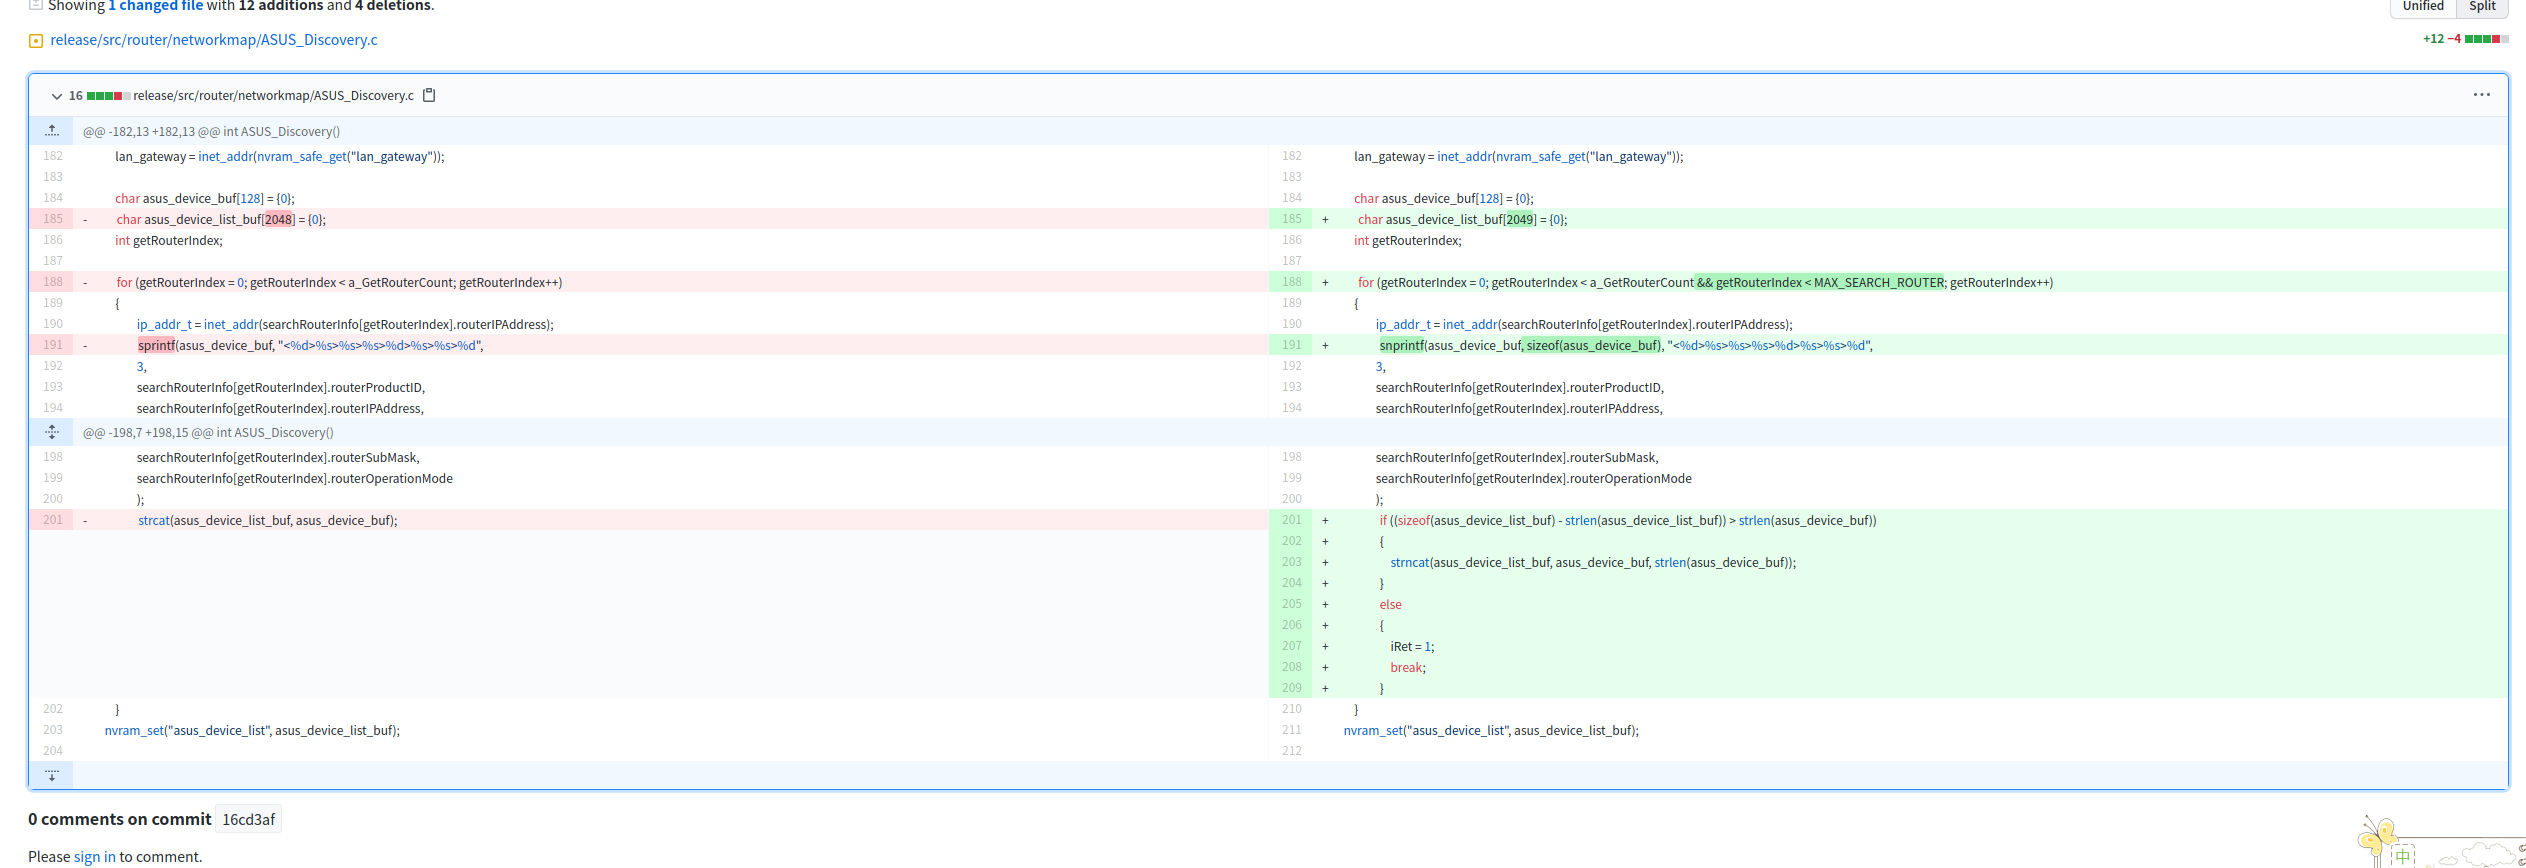 Showing 1 changed file with 12 additions and 4 deletions.
Unified Split
release/src/router/networkmap/ASUS_Discovery.c
+12 −4
16 release/src/router/networkmap/ASUS_Discovery.c
@@ -182,13 +182,13 @@ int ASUS_Discovery()
182 lan_gateway = inet_addr(nvram_safe_get("lan_gateway"));
183
184 char asus_device_buf[128] = {0};
185 - char asus_device_list_buf[2048] = {0};
186 int getRouterIndex;
187
188 - for (getRouterIndex = 0; getRouterIndex < a_GetRouterCount; getRouterIndex++)
189 {
190 ip_addr_t = inet_addr(searchRouterInfo[getRouterIndex].routerIPAddress);
191 - sprintf(asus_device_buf, "<%d>%s>%s>%s>%d>%s>%s>%d",
192 3,
193 searchRouterInfo[getRouterIndex].routerProductID,
194 searchRouterInfo[getRouterIndex].routerIPAddress,
182 lan_gateway = inet_addr(nvram_safe_get("lan_gateway"));
183
184 char asus_device_buf[128] = {0};
185 + char asus_device_list_buf[2049] = {0};
186 int getRouterIndex;
187
188 + for (getRouterIndex = 0; getRouterIndex < a_GetRouterCount && getRouterIndex < MAX_SEARCH_ROUTER; getRouterIndex++)
189 {
190 ip_addr_t = inet_addr(searchRouterInfo[getRouterIndex].routerIPAddress);
191 + snprintf(asus_device_buf, sizeof(asus_device_buf), "<%d>%s>%s>%s>%d>%s>%s>%d",
192 3,
193 searchRouterInfo[getRouterIndex].routerProductID,
194 searchRouterInfo[getRouterIndex].routerIPAddress,
@@ -198,7 +198,15 @@ int ASUS_Discovery()
198 searchRouterInfo[getRouterIndex].routerSubMask,
199 searchRouterInfo[getRouterIndex].routerOperationMode
200 );
201 - strcat(asus_device_list_buf, asus_device_buf);
202 }
203 nvram_set("asus_device_list", asus_device_list_buf);
204
198 searchRouterInfo[getRouterIndex].routerSubMask,
199 searchRouterInfo[getRouterIndex].routerOperationMode
200 );
201 + if ((sizeof(asus_device_list_buf) - strlen(asus_device_list_buf)) > strlen(asus_device_buf))
202 + {
203 + strncat(asus_device_list_buf, asus_device_buf, strlen(asus_device_buf));
204 + }
205 + else
206 + {
207 + iRet = 1;
208 + break;
209 + }
210 }
211 nvram_set("asus_device_list", asus_device_list_buf);
212
0 comments on commit 16cd3af
Please sign in to comment.
中